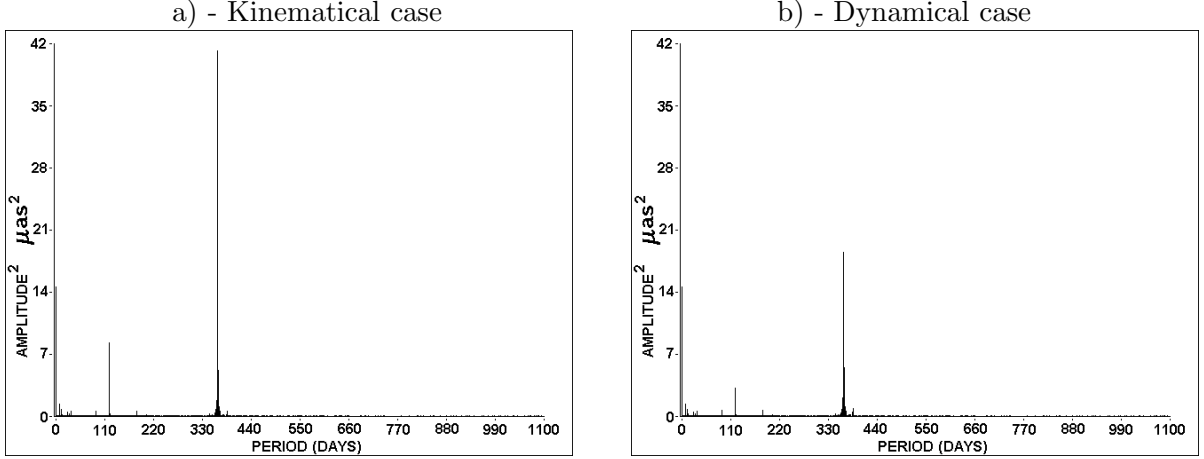 a) - Kinematical case
42
35
28
21
14
7
0
AMPLITUDE² µas²
0 110 220 330 440 550 660 770 880 990 1100
PERIOD (DAYS)
b) - Dynamical case
42
35
28
21
14
7
0
AMPLITUDE² µas²
0 110 220 330 440 550 660 770 880 990 1100
PERIOD (DAYS)